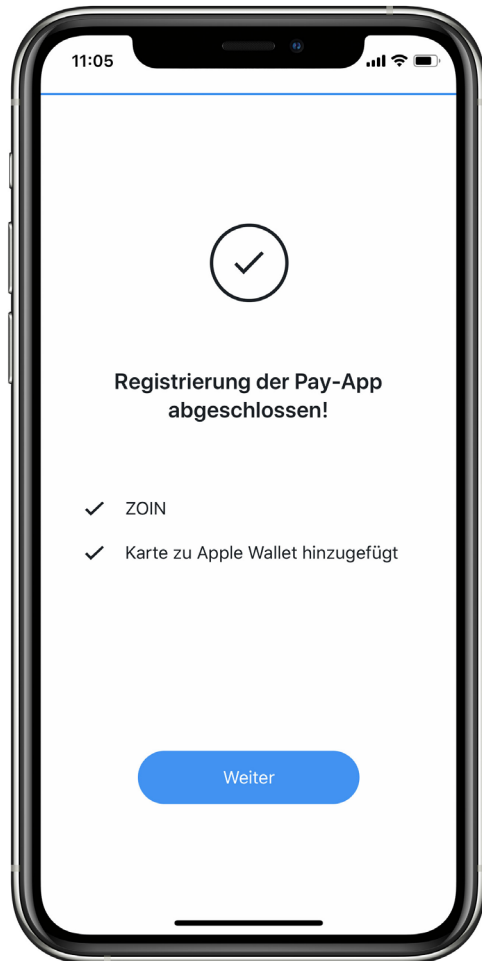 11:05
Registrierung der Pay-App
abgeschlossen!
ZOIN
Karte zu Apple Wallet hinzugefügt
Weiter